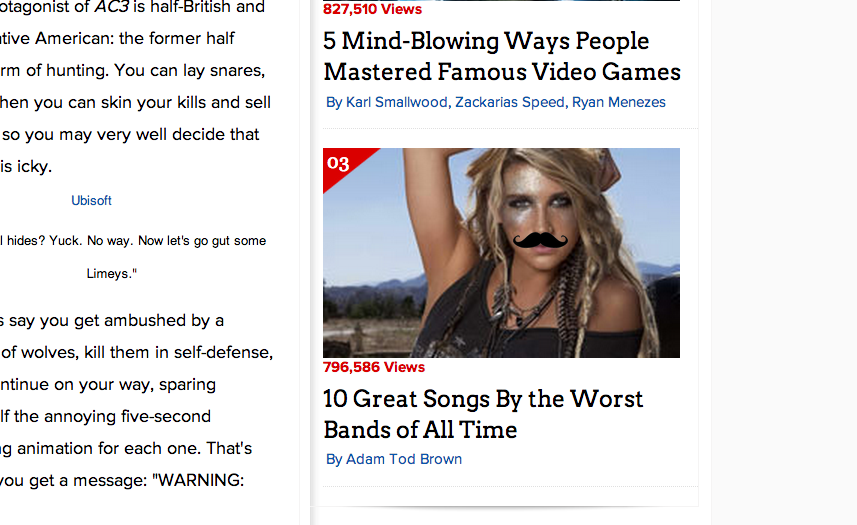 otagonist of AC3 is half-British and
tive American: the former half
rm of hunting. You can lay snares,
hen you can skin your kills and sell
so you may very well decide that
is icky.
Ubisoft
l hides? Yuck. No way. Now let's go gut some
Limeys."
s say you get ambushed by a
of wolves, kill them in self-defense,
ntinue on your way, sparing
lf the annoying five-second
g animation for each one. That's
you get a message: "WARNING:
827,510 Views
5 Mind-Blowing Ways People
Mastered Famous Video Games
By Karl Smallwood, Zackarias Speed, Ryan Menezes
03
796,586 Views
10 Great Songs By the Worst
Bands of All Time
By Adam Tod Brown